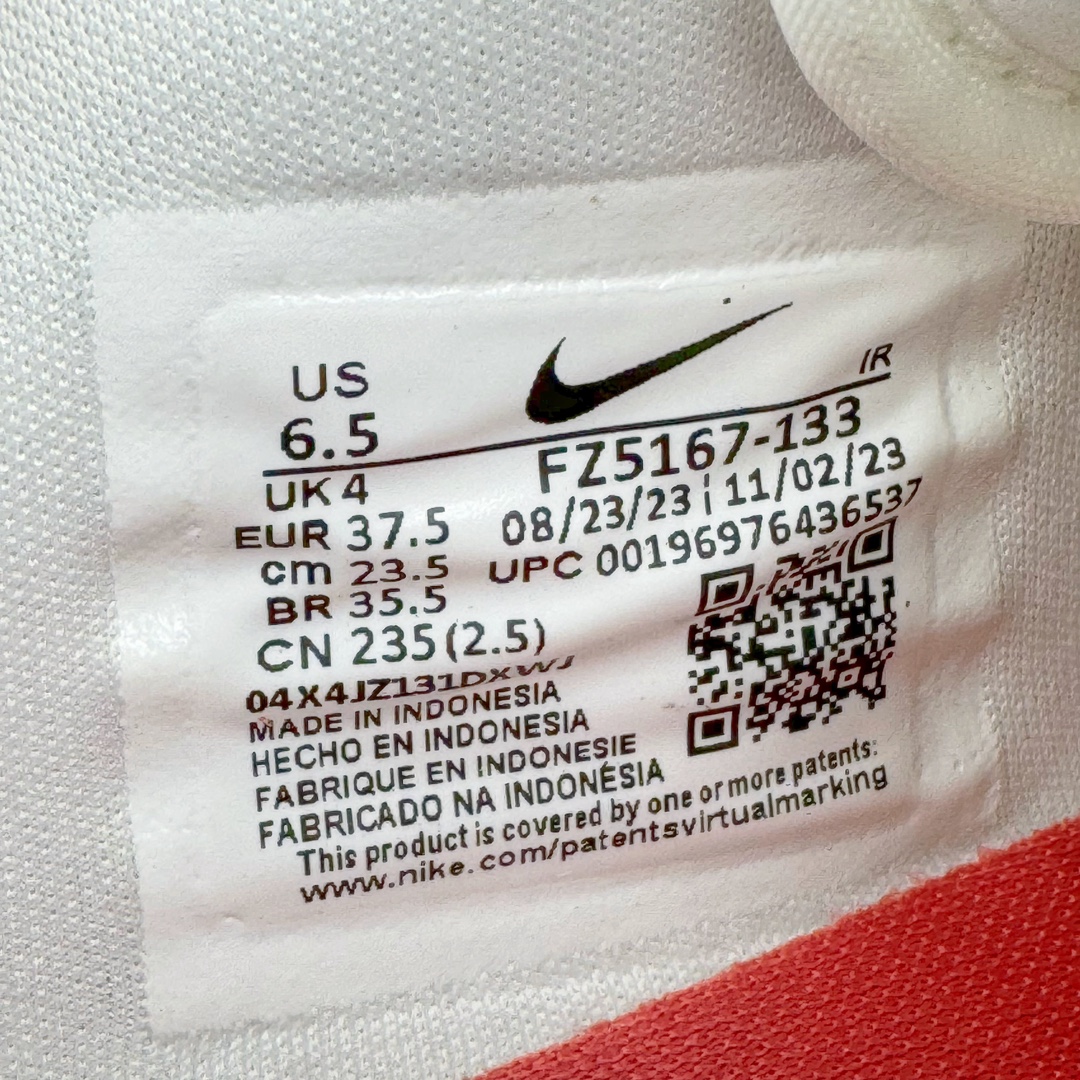 US
6.5
IR
UK 4
FZ5167-133
EUR 37.5
08/23/23 | 11/02/23
cm 23.5
UPC 00196976436537
BR 35.5
CN 235 (2.5)
04X4JZ131DXWJ
MADE IN INDONESIA
HECHO EN INDONESIA
FABRIQUE EN INDONESIE
FABRICADO NA INDONÉSIA
This product is covered by one or more patents:
www.nike.com/patentsvirtualmarking